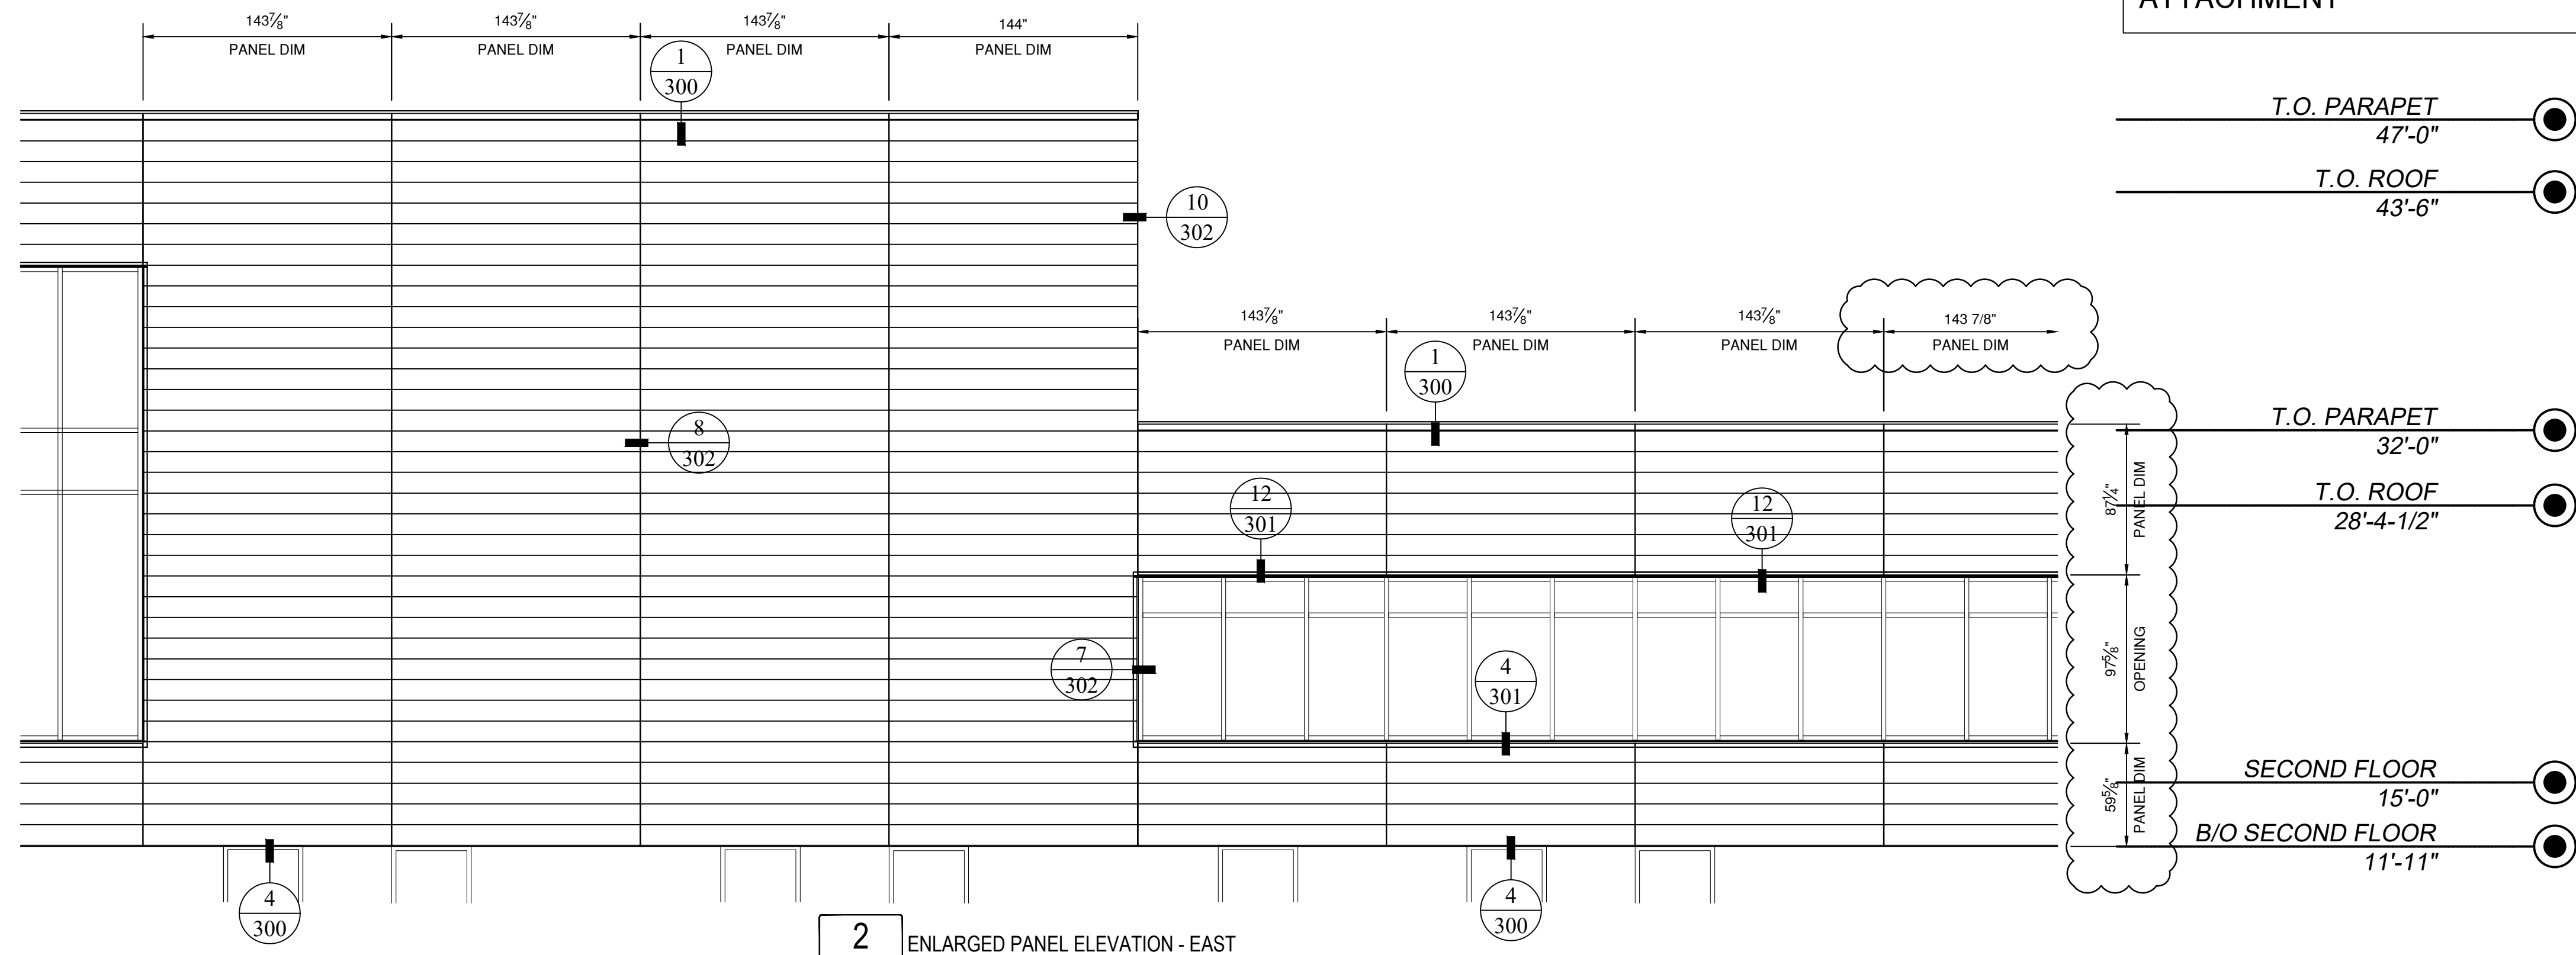 ATTACHMENT
143⅞" 143⅞" 143⅞" 144"
PANEL DIM PANEL DIM PANEL DIM PANEL DIM
1
300
T.O. PARAPET
47'-0"
T.O. ROOF
43'-6"
10
302
143⅞" 143⅞" 143⅞" 143 7/8"
PANEL DIM PANEL DIM PANEL DIM PANEL DIM
1
300
T.O. PARAPET
32'-0"
8
302
87¼"
PANEL DIM
T.O. ROOF
28'-4-1/2"
12
301
12
301
7
302
4
301
97⅝"
OPENING
59⅝"
PANEL DIM
SECOND FLOOR
15'-0"
B/O SECOND FLOOR
11'-11"
4
300
4
300
2
ENLARGED PANEL ELEVATION - EAST